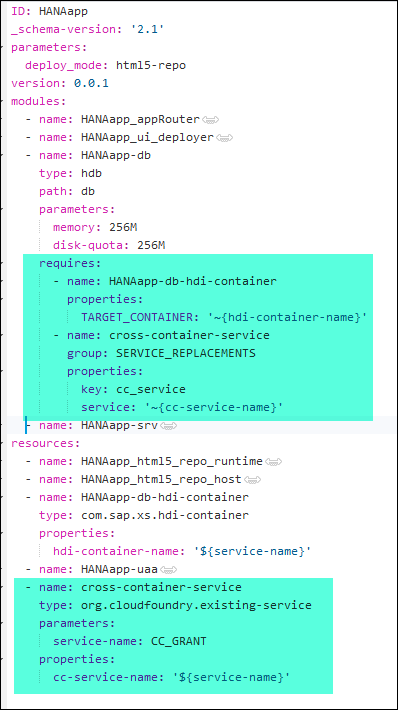 ID: HANAapp
_schema-version: '2.1'
parameters:
  deploy_mode: html5-repo
version: 0.0.1
modules:
  - name: HANAapp_appRouter
  - name: HANAapp_ui_deployer
  - name: HANAapp-db
    type: hdb
    path: db
    parameters:
      memory: 256M
      disk-quota: 256M
    requires:
      - name: HANAapp-db-hdi-container
        properties:
          TARGET_CONTAINER: '~{hdi-container-name}'
      - name: cross-container-service
        group: SERVICE_REPLACEMENTS
        properties:
          key: cc_service
          service: '~{cc-service-name}'
  - name: HANAapp-srv
resources:
  - name: HANAapp_html5_repo_runtime
  - name: HANAapp_html5_repo_host
  - name: HANAapp-db-hdi-container
    type: com.sap.xs.hdi-container
    properties:
      hdi-container-name: '${service-name}'
  - name: HANAapp-uaa
  - name: cross-container-service
    type: org.cloudfoundry.existing-service
    parameters:
      service-name: CC_GRANT
    properties:
      cc-service-name: '${service-name}'